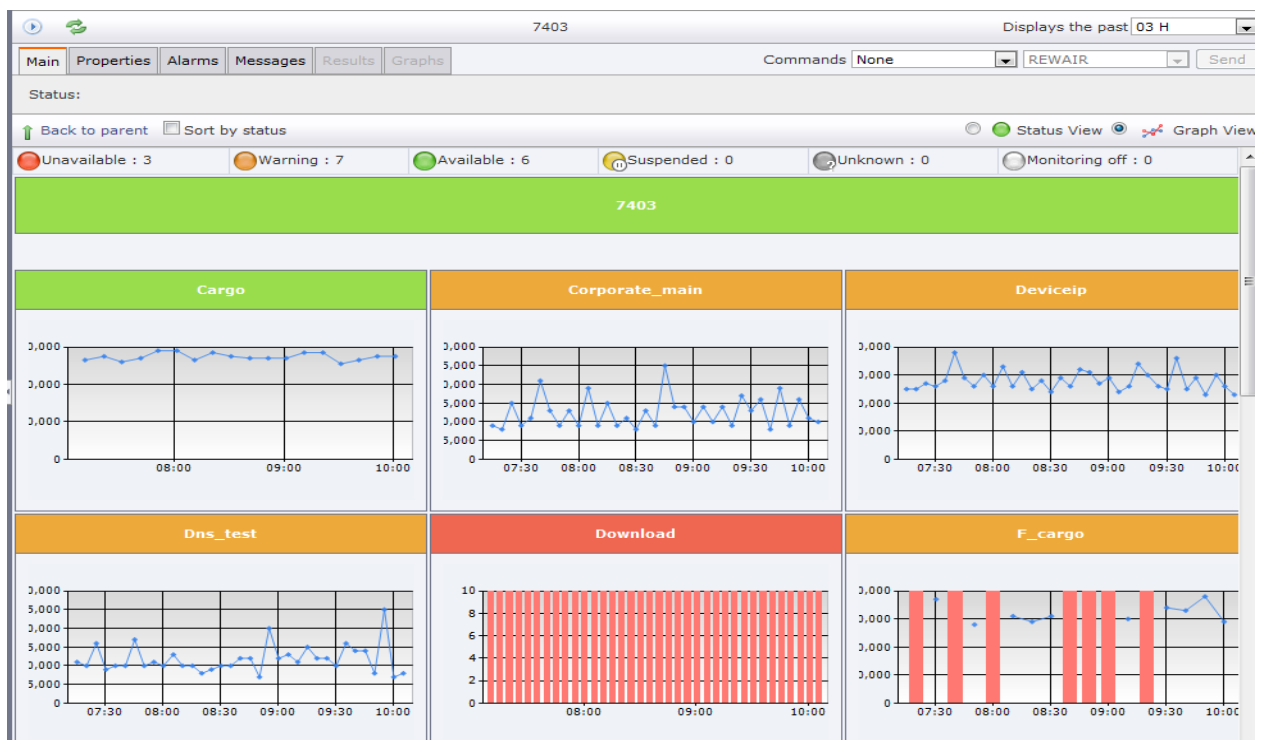 7403 Displays the past 03 H
Main Properties Alarms Messages Results Graphs Commands None REWAIR Send
Status:
Back to parent Sort by status Status View Graph View
Unavailable : 3 Warning : 7 Available : 6 Suspended : 0 Unknown : 0 Monitoring off : 0
7403
Cargo Corporate_main Deviceip
0
08:00 09:00 10:00
5,000
0
07:30 08:00 08:30 09:00 09:30 10:00
0
07:30 08:00 08:30 09:00 09:30 10:00
Dns_test Download F_cargo
5,000
0
07:30 08:00 08:30 09:00 09:30 10:00
10
8
6
4
2
0
08:00 09:00 10:00
0
07:30 08:00 08:30 09:00 09:30 10:00